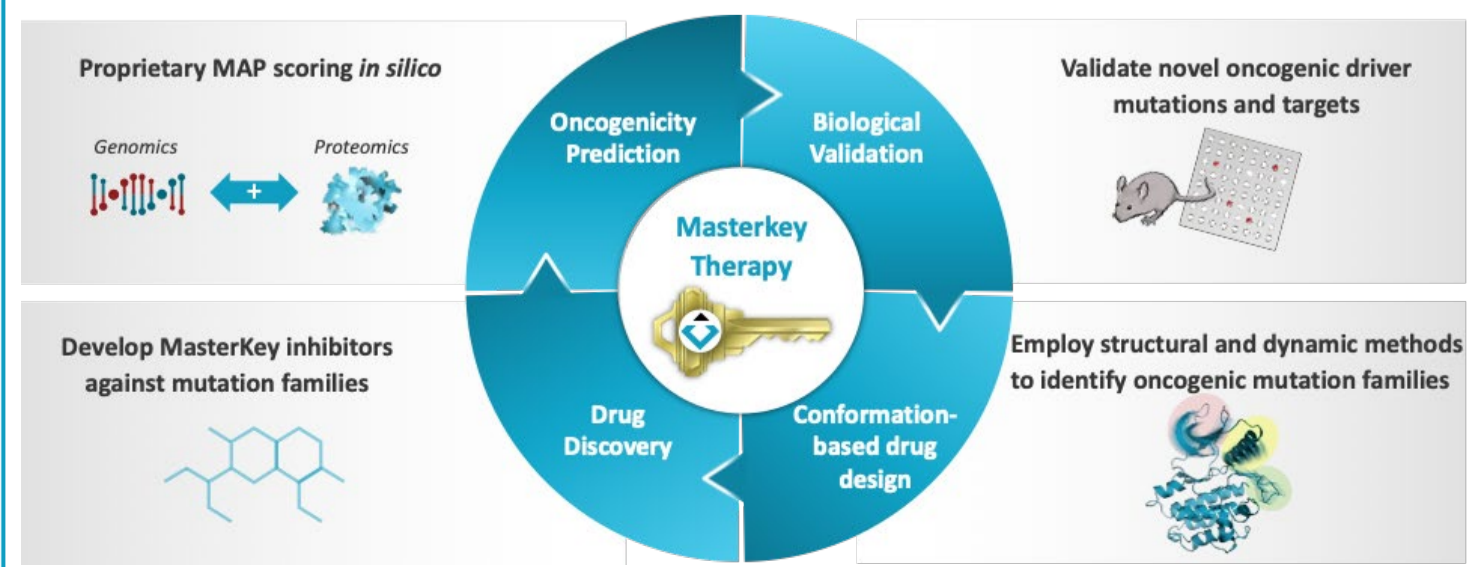 Proprietary MAP scoring in silico
Genomics
Proteomics
+
Validate novel oncogenic driver
mutations and targets
Oncogenicity
Prediction
Biological
Validation
Masterkey
Therapy
Develop MasterKey inhibitors
against mutation families
Drug
Discovery
Conformation-
based drug
design
Employ structural and dynamic methods
to identify oncogenic mutation families